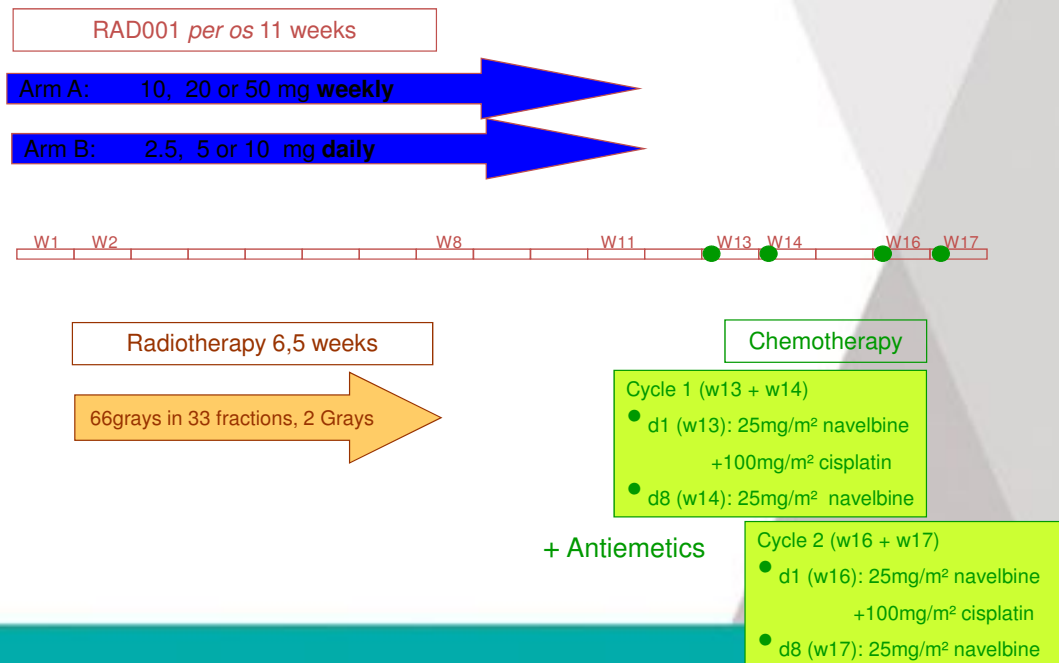 RAD001 per os 11 weeks
Arm A: 10, 20 or 50 mg weekly
Arm B: 2.5, 5 or 10 mg daily
W1 W2 W8 W11 W13 W14 W16 W17
Radiotherapy 6,5 weeks
66grays in 33 fractions, 2 Grays
Chemotherapy
Cycle 1 (w13 + w14)
• d1 (w13): 25mg/m² navelbine
+100mg/m² cisplatin
• d8 (w14): 25mg/m² navelbine
+ Antiemetics
Cycle 2 (w16 + w17)
• d1 (w16): 25mg/m² navelbine
+100mg/m² cisplatin
• d8 (w17): 25mg/m² navelbine